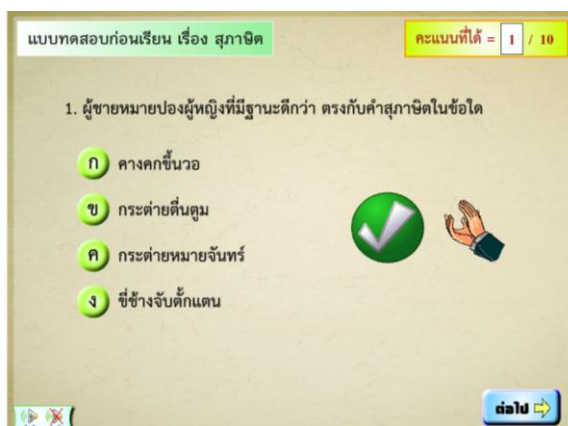 แบบทดสอบก่อนเรียน เรื่อง สุภาษิต
คะแนนที่ได้ = 1 / 10
1. ผู้ชายหมายปองผู้หญิงที่มีฐานะดีกว่า ตรงกับคำสุภาษิตในข้อใด
ก คางคกขึ้นวอ
ข กระต่ายตื่นตูม
ค กระต่ายหมายจันทร์
ง ขี่ช้างจับตั๊กแตน
ต่อไป